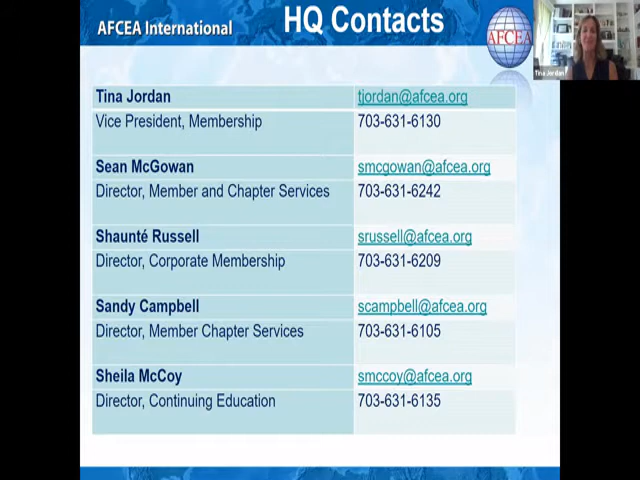 AFCEA International
HQ Contacts
AFCEA
Tina Jordan
Tina Jordan tjordan@afcea.org
Vice President, Membership 703-631-6130
Sean McGowan smcgowan@afcea.org
Director, Member and Chapter Services 703-631-6242
Shaunté Russell srussell@afcea.org
Director, Corporate Membership 703-631-6209
Sandy Campbell scampbell@afcea.org
Director, Member Chapter Services 703-631-6105
Sheila McCoy smccoy@afcea.org
Director, Continuing Education 703-631-6135